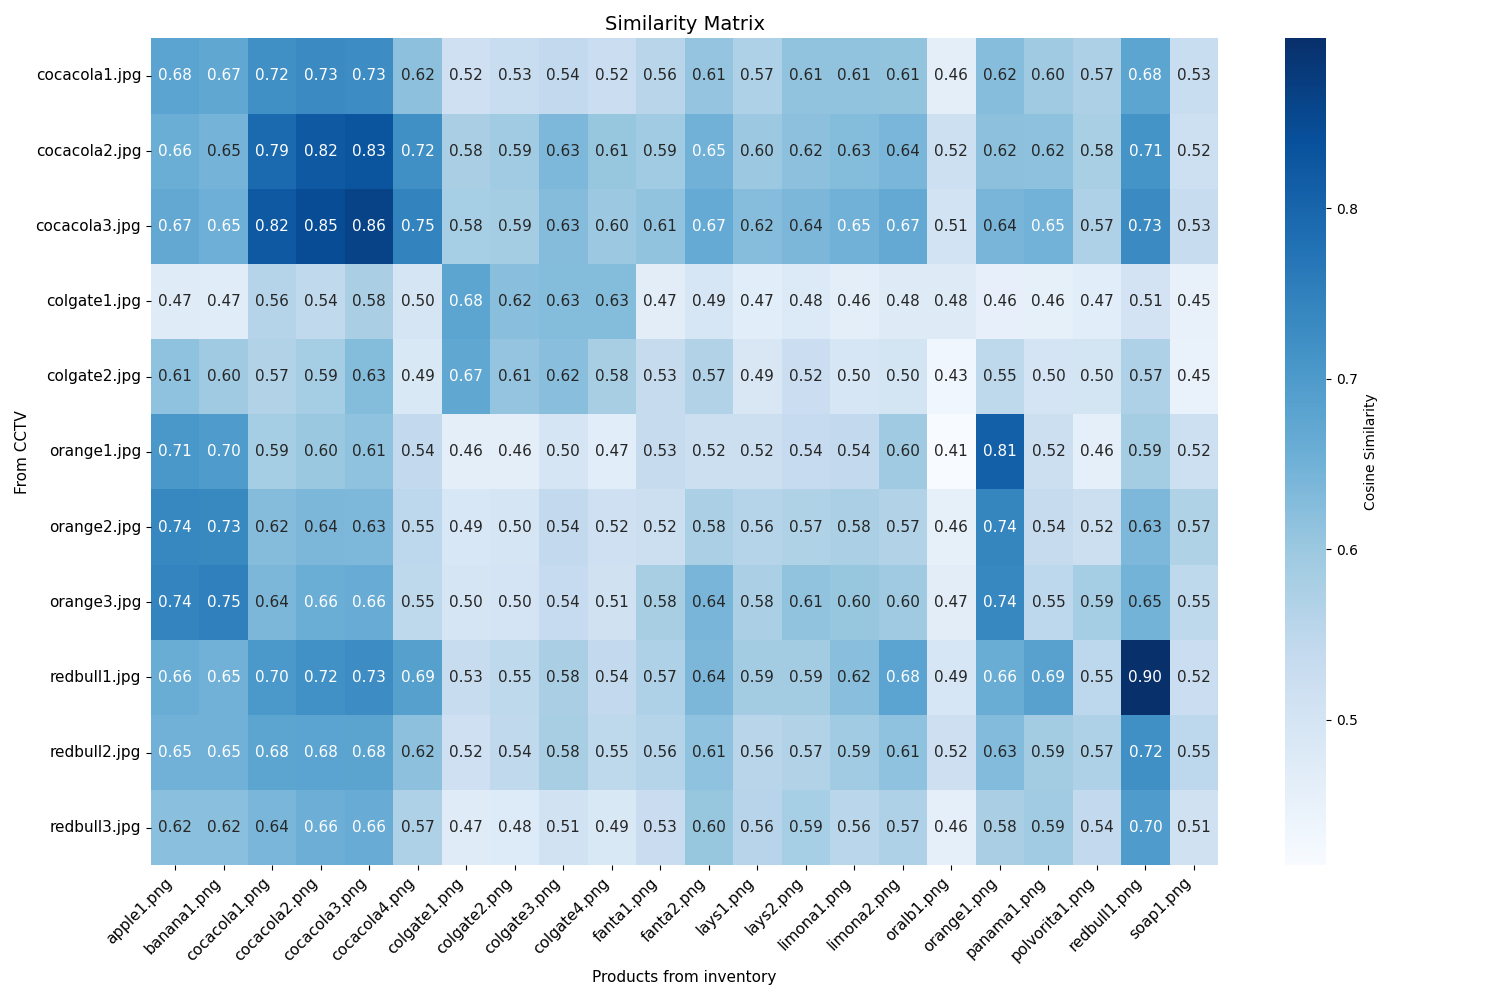 Similarity Matrix
cocacola1.jpg 0.68 0.67 0.72 0.73 0.73 0.62 0.52 0.53 0.54 0.52 0.56 0.61 0.57 0.61 0.61 0.61 0.46 0.62 0.60 0.57 0.68 0.53
cocacola2.jpg 0.66 0.65 0.79 0.82 0.83 0.72 0.58 0.59 0.63 0.61 0.59 0.65 0.60 0.62 0.63 0.64 0.52 0.62 0.62 0.58 0.71 0.52
cocacola3.jpg 0.67 0.65 0.82 0.85 0.86 0.75 0.58 0.59 0.63 0.60 0.61 0.67 0.62 0.64 0.65 0.67 0.51 0.64 0.65 0.57 0.73 0.53
colgate1.jpg 0.47 0.47 0.56 0.54 0.58 0.50 0.68 0.62 0.63 0.63 0.47 0.49 0.47 0.48 0.46 0.48 0.48 0.46 0.46 0.47 0.51 0.45
colgate2.jpg 0.61 0.60 0.57 0.59 0.63 0.49 0.67 0.61 0.62 0.58 0.53 0.57 0.49 0.52 0.50 0.50 0.43 0.55 0.50 0.50 0.57 0.45
orange1.jpg 0.71 0.70 0.59 0.60 0.61 0.54 0.46 0.46 0.50 0.47 0.53 0.52 0.52 0.54 0.54 0.60 0.41 0.81 0.52 0.46 0.59 0.52
orange2.jpg 0.74 0.73 0.62 0.64 0.63 0.55 0.49 0.50 0.54 0.52 0.52 0.58 0.56 0.57 0.58 0.57 0.46 0.74 0.54 0.52 0.63 0.57
orange3.jpg 0.74 0.75 0.64 0.66 0.66 0.55 0.50 0.50 0.54 0.51 0.58 0.64 0.58 0.61 0.60 0.60 0.47 0.74 0.55 0.59 0.65 0.55
redbull1.jpg 0.66 0.65 0.70 0.72 0.73 0.69 0.53 0.55 0.58 0.54 0.57 0.64 0.59 0.59 0.62 0.68 0.49 0.66 0.69 0.55 0.90 0.52
redbull2.jpg 0.65 0.65 0.68 0.68 0.68 0.62 0.52 0.54 0.58 0.55 0.56 0.61 0.56 0.57 0.59 0.61 0.52 0.63 0.59 0.57 0.72 0.55
redbull3.jpg 0.62 0.62 0.64 0.66 0.66 0.57 0.47 0.48 0.51 0.49 0.53 0.60 0.56 0.59 0.56 0.57 0.46 0.58 0.59 0.54 0.70 0.51
From CCTV
apple1.png banana1.png cocacola1.png cocacola2.png cocacola3.png cocacola4.png colgate1.png colgate2.png colgate3.png colgate4.png fanta1.png fanta2.png lays1.png lays2.png limona1.png limona2.png oralb1.png orange1.png panama1.png polvorita1.png redbull1.png soap1.png
Products from inventory
0.8
0.7
0.6
0.5
Cosine Similarity